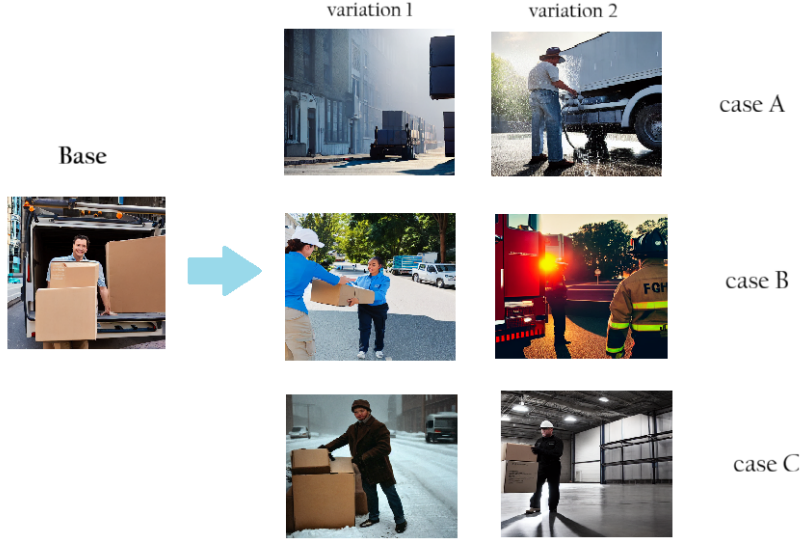 variation 1
variation 2
case A
Base
case B
FGH
case C